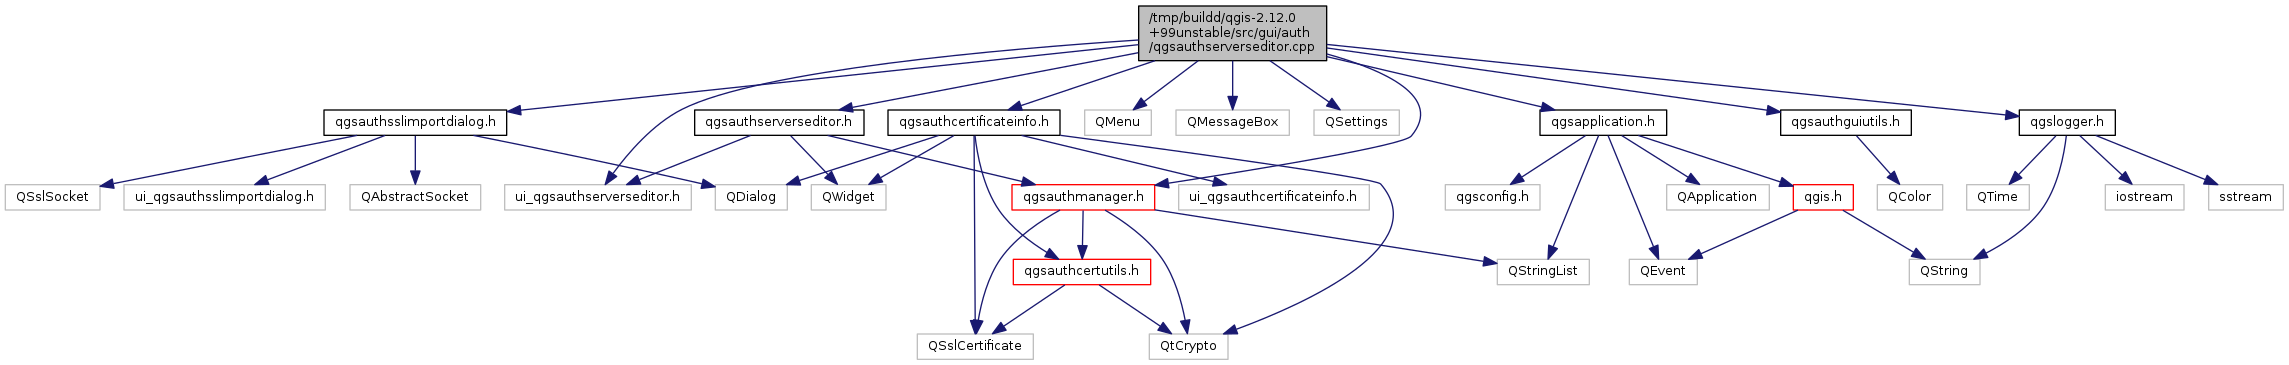 /tmp/buildd/qgis-2.12.0
+99unstable/src/gui/auth
/qgsauthserverseditor.cpp
qgsauthsslimportdialog.h
qgsauthserverseditor.h
qgsauthcertificateinfo.h
QMenu
QMessageBox
QSettings
qgsapplication.h
qgsauthguiutils.h
qgslogger.h
QSslSocket
ui_qgsauthsslimportdialog.h
QAbstractSocket
ui_qgsauthserverseditor.h
QDialog
QWidget
qgsauthmanager.h
ui_qgsauthcertificateinfo.h
qgsconfig.h
QApplication
qgis.h
QColor
QTime
iostream
sstream
qgsauthcertutils.h
QStringList
QEvent
QString
QSslCertificate
QtCrypto